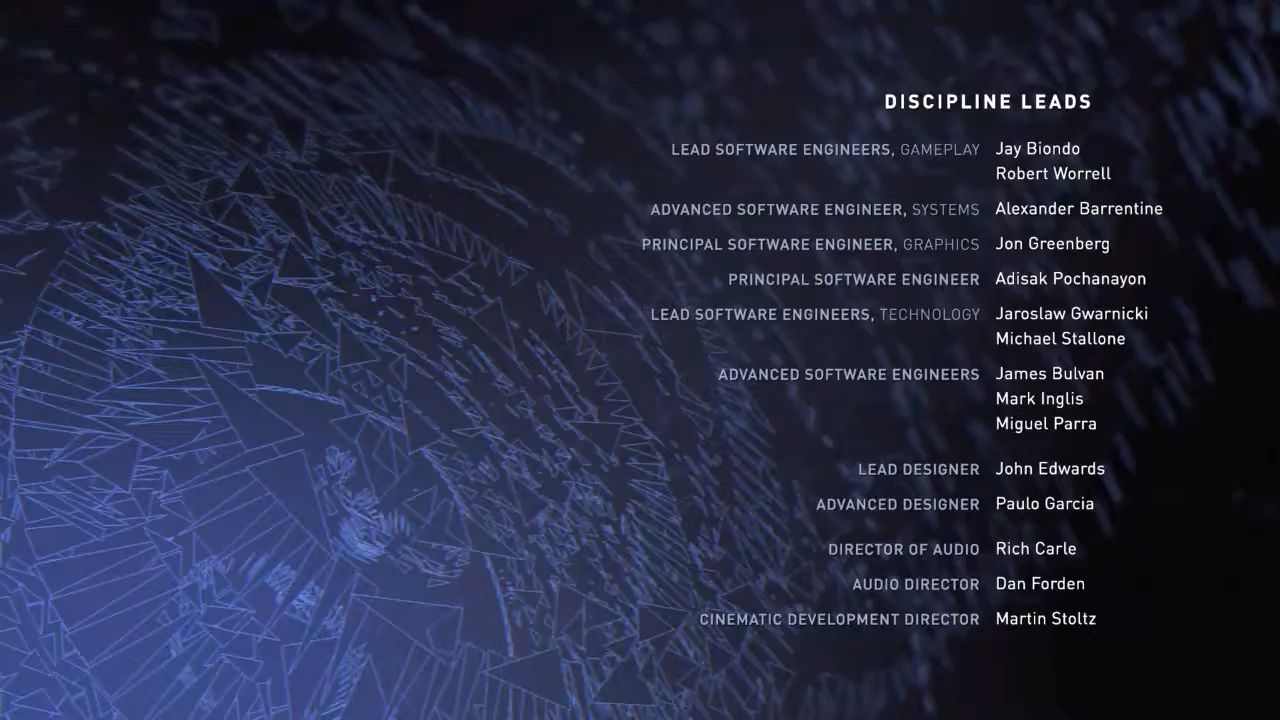 DISCIPLINE LEADS
LEAD SOFTWARE ENGINEERS, GAMEPLAY Jay Biondo
Robert Worrell
ADVANCED SOFTWARE ENGINEER, SYSTEMS Alexander Barrentine
PRINCIPAL SOFTWARE ENGINEER, GRAPHICS Jon Greenberg
PRINCIPAL SOFTWARE ENGINEER Adisak Pochanayon
LEAD SOFTWARE ENGINEERS, TECHNOLOGY Jaroslaw Gwarnicki
Michael Stallone
ADVANCED SOFTWARE ENGINEERS James Bulvan
Mark Inglis
Miguel Parra
LEAD DESIGNER John Edwards
ADVANCED DESIGNER Paulo Garcia
DIRECTOR OF AUDIO Rich Carle
AUDIO DIRECTOR Dan Forden
CINEMATIC DEVELOPMENT DIRECTOR Martin Stoltz